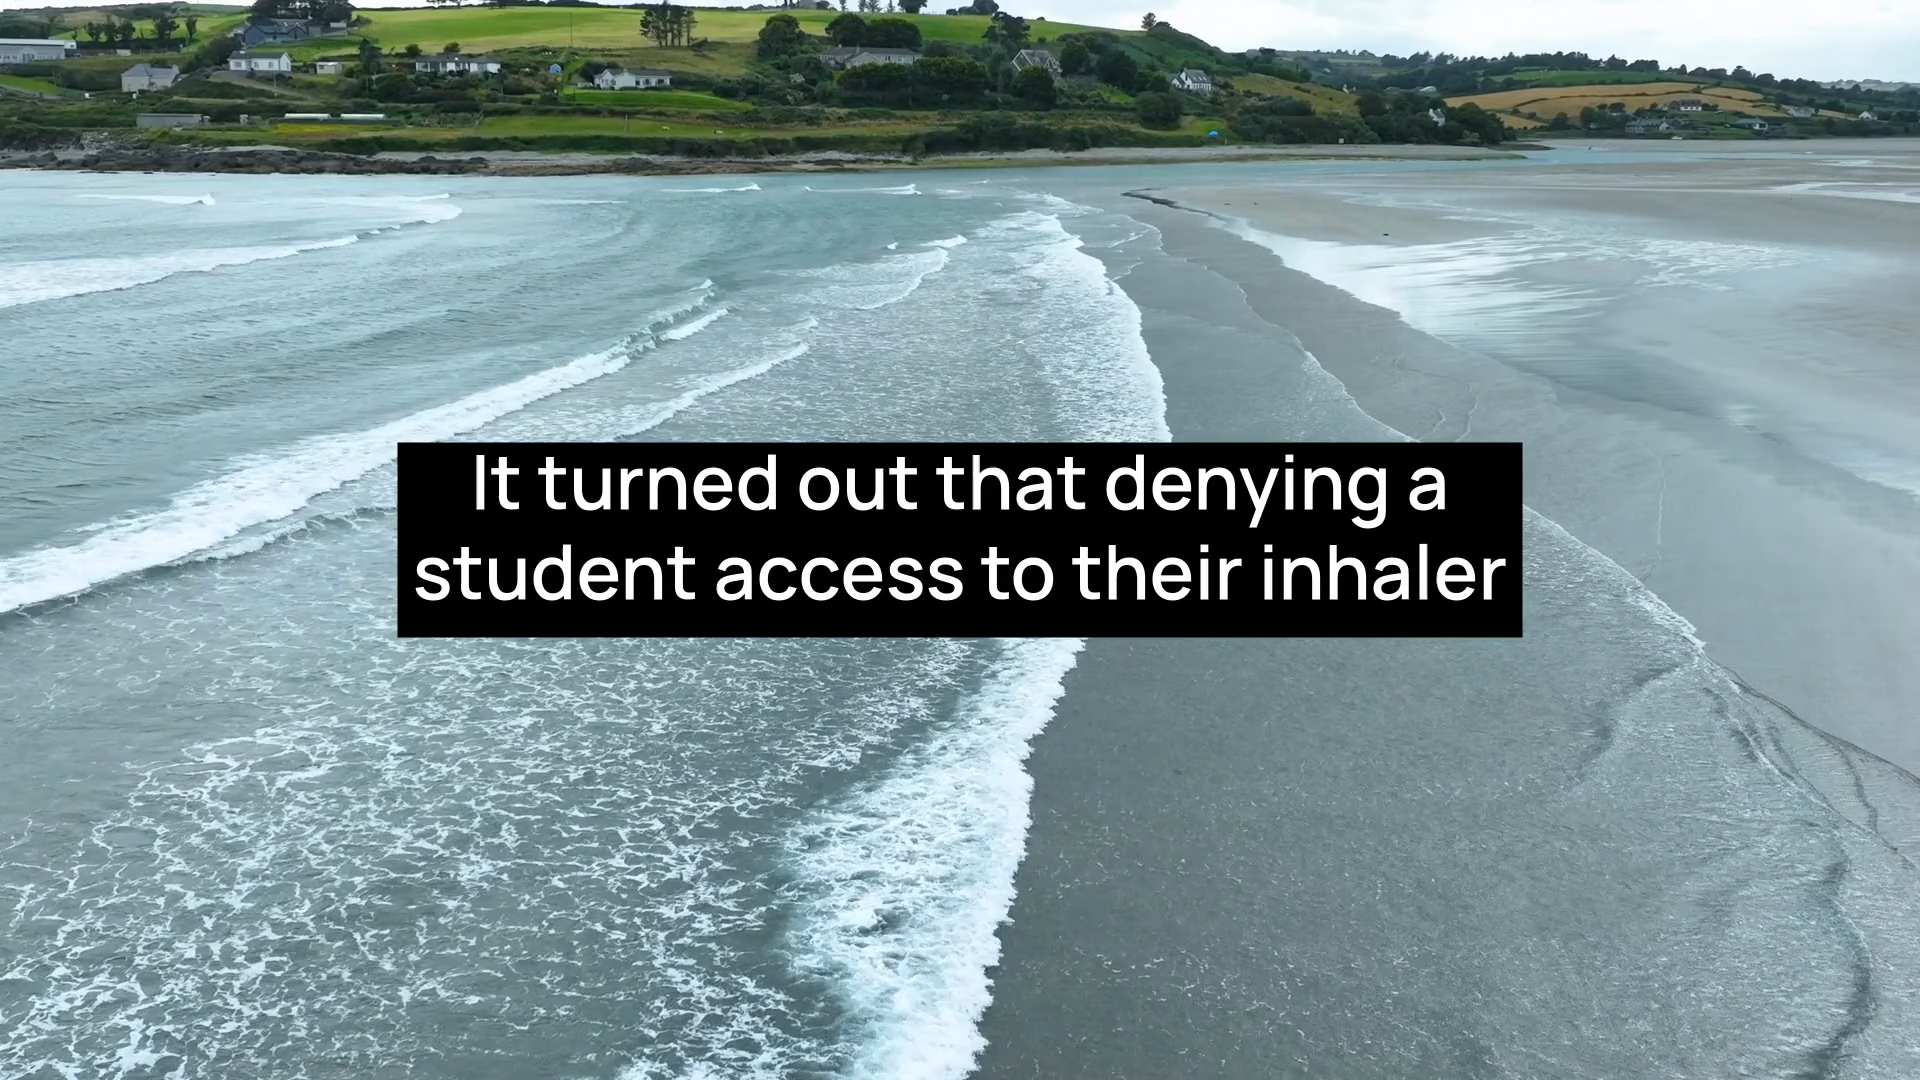 It turned out that denying a
student access to their inhaler